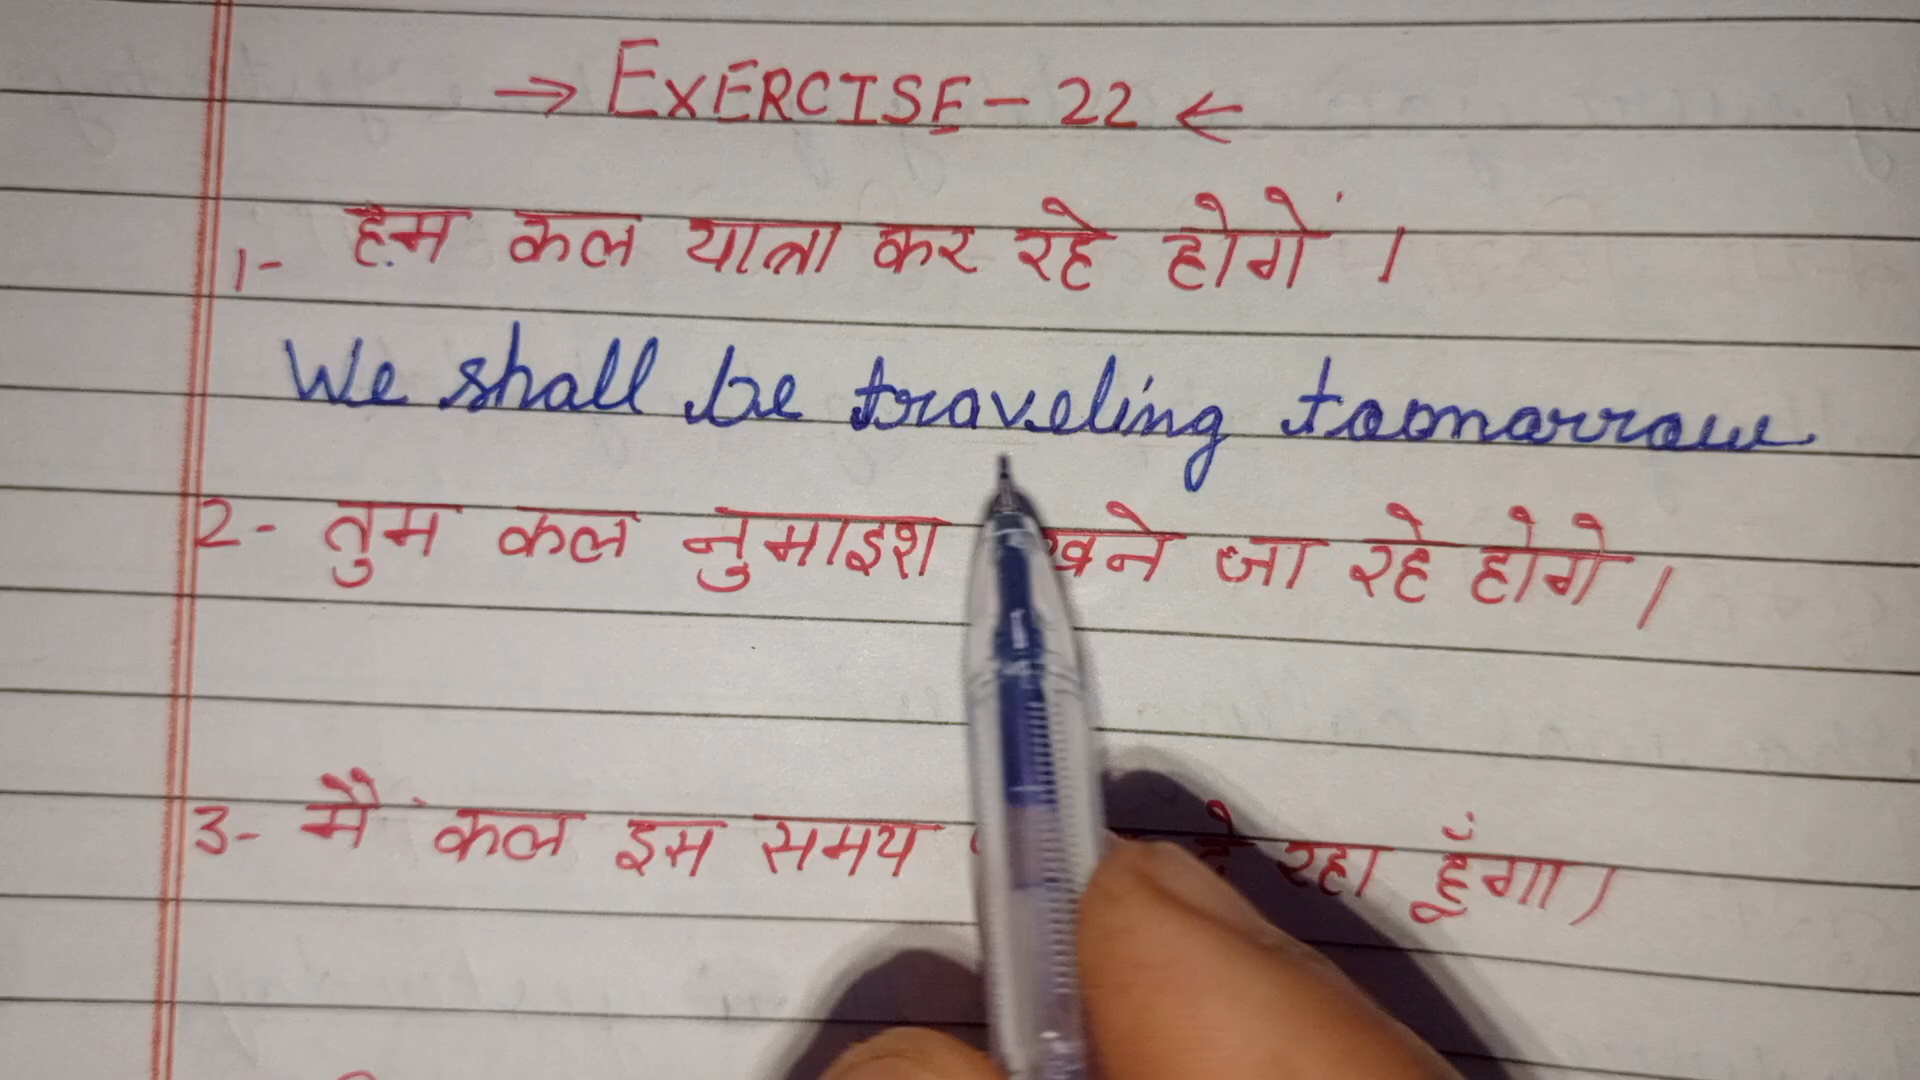 → EXERCISE - 22 ←
1- हम कल यात्रा कर रहे होगें ।
We shall be traveling toomorrow.
2- तुम कल नुमाइश जा रहे होगे ।
3- मैं कल इस समय रहा हूँगा।